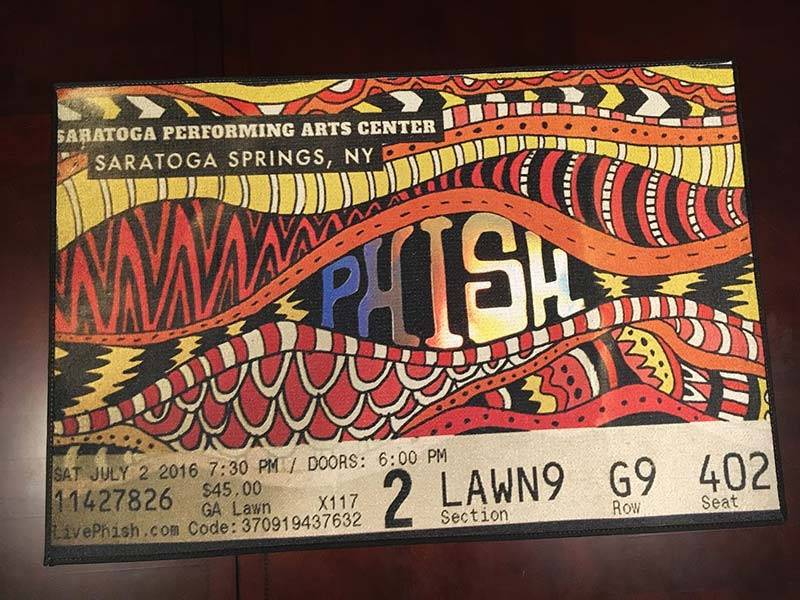 SARATOGA PERFORMING ARTS CENTER
SARATOGA SPRINGS, NY
PHISH
SAT JULY 2 2016 7:30 PM / DOORS: 6:00 PM
11427826 $45.00
GA Lawn X117
LivePhish.com Code:370919437632
2
LAWN9 G9 402
Section Row Seat